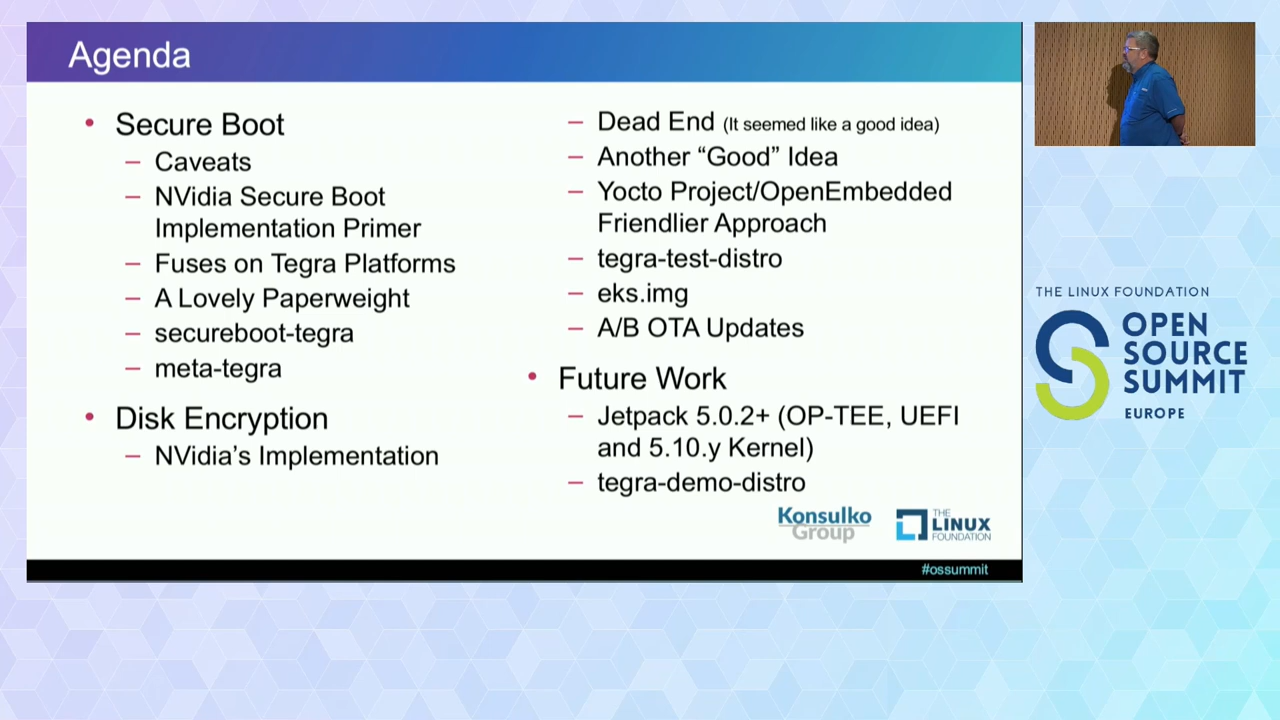 Agenda
• Secure Boot
– Caveats
– NVidia Secure Boot
Implementation Primer
– Fuses on Tegra Platforms
– A Lovely Paperweight
– secureboot-tegra
– meta-tegra
• Disk Encryption
– NVidia’s Implementation
– Dead End (It seemed like a good idea)
– Another “Good” Idea
– Yocto Project/OpenEmbedded
Friendlier Approach
– tegra-test-distro
– eks.img
– A/B OTA Updates
• Future Work
– Jetpack 5.0.2+ (OP-TEE, UEFI
and 5.10.y Kernel)
– tegra-demo-distro
Konsulko
Group
THE
LINUX
FOUNDATION
#ossummit
THE LINUX FOUNDATION
OPEN
SOURCE
SUMMIT
EUROPE